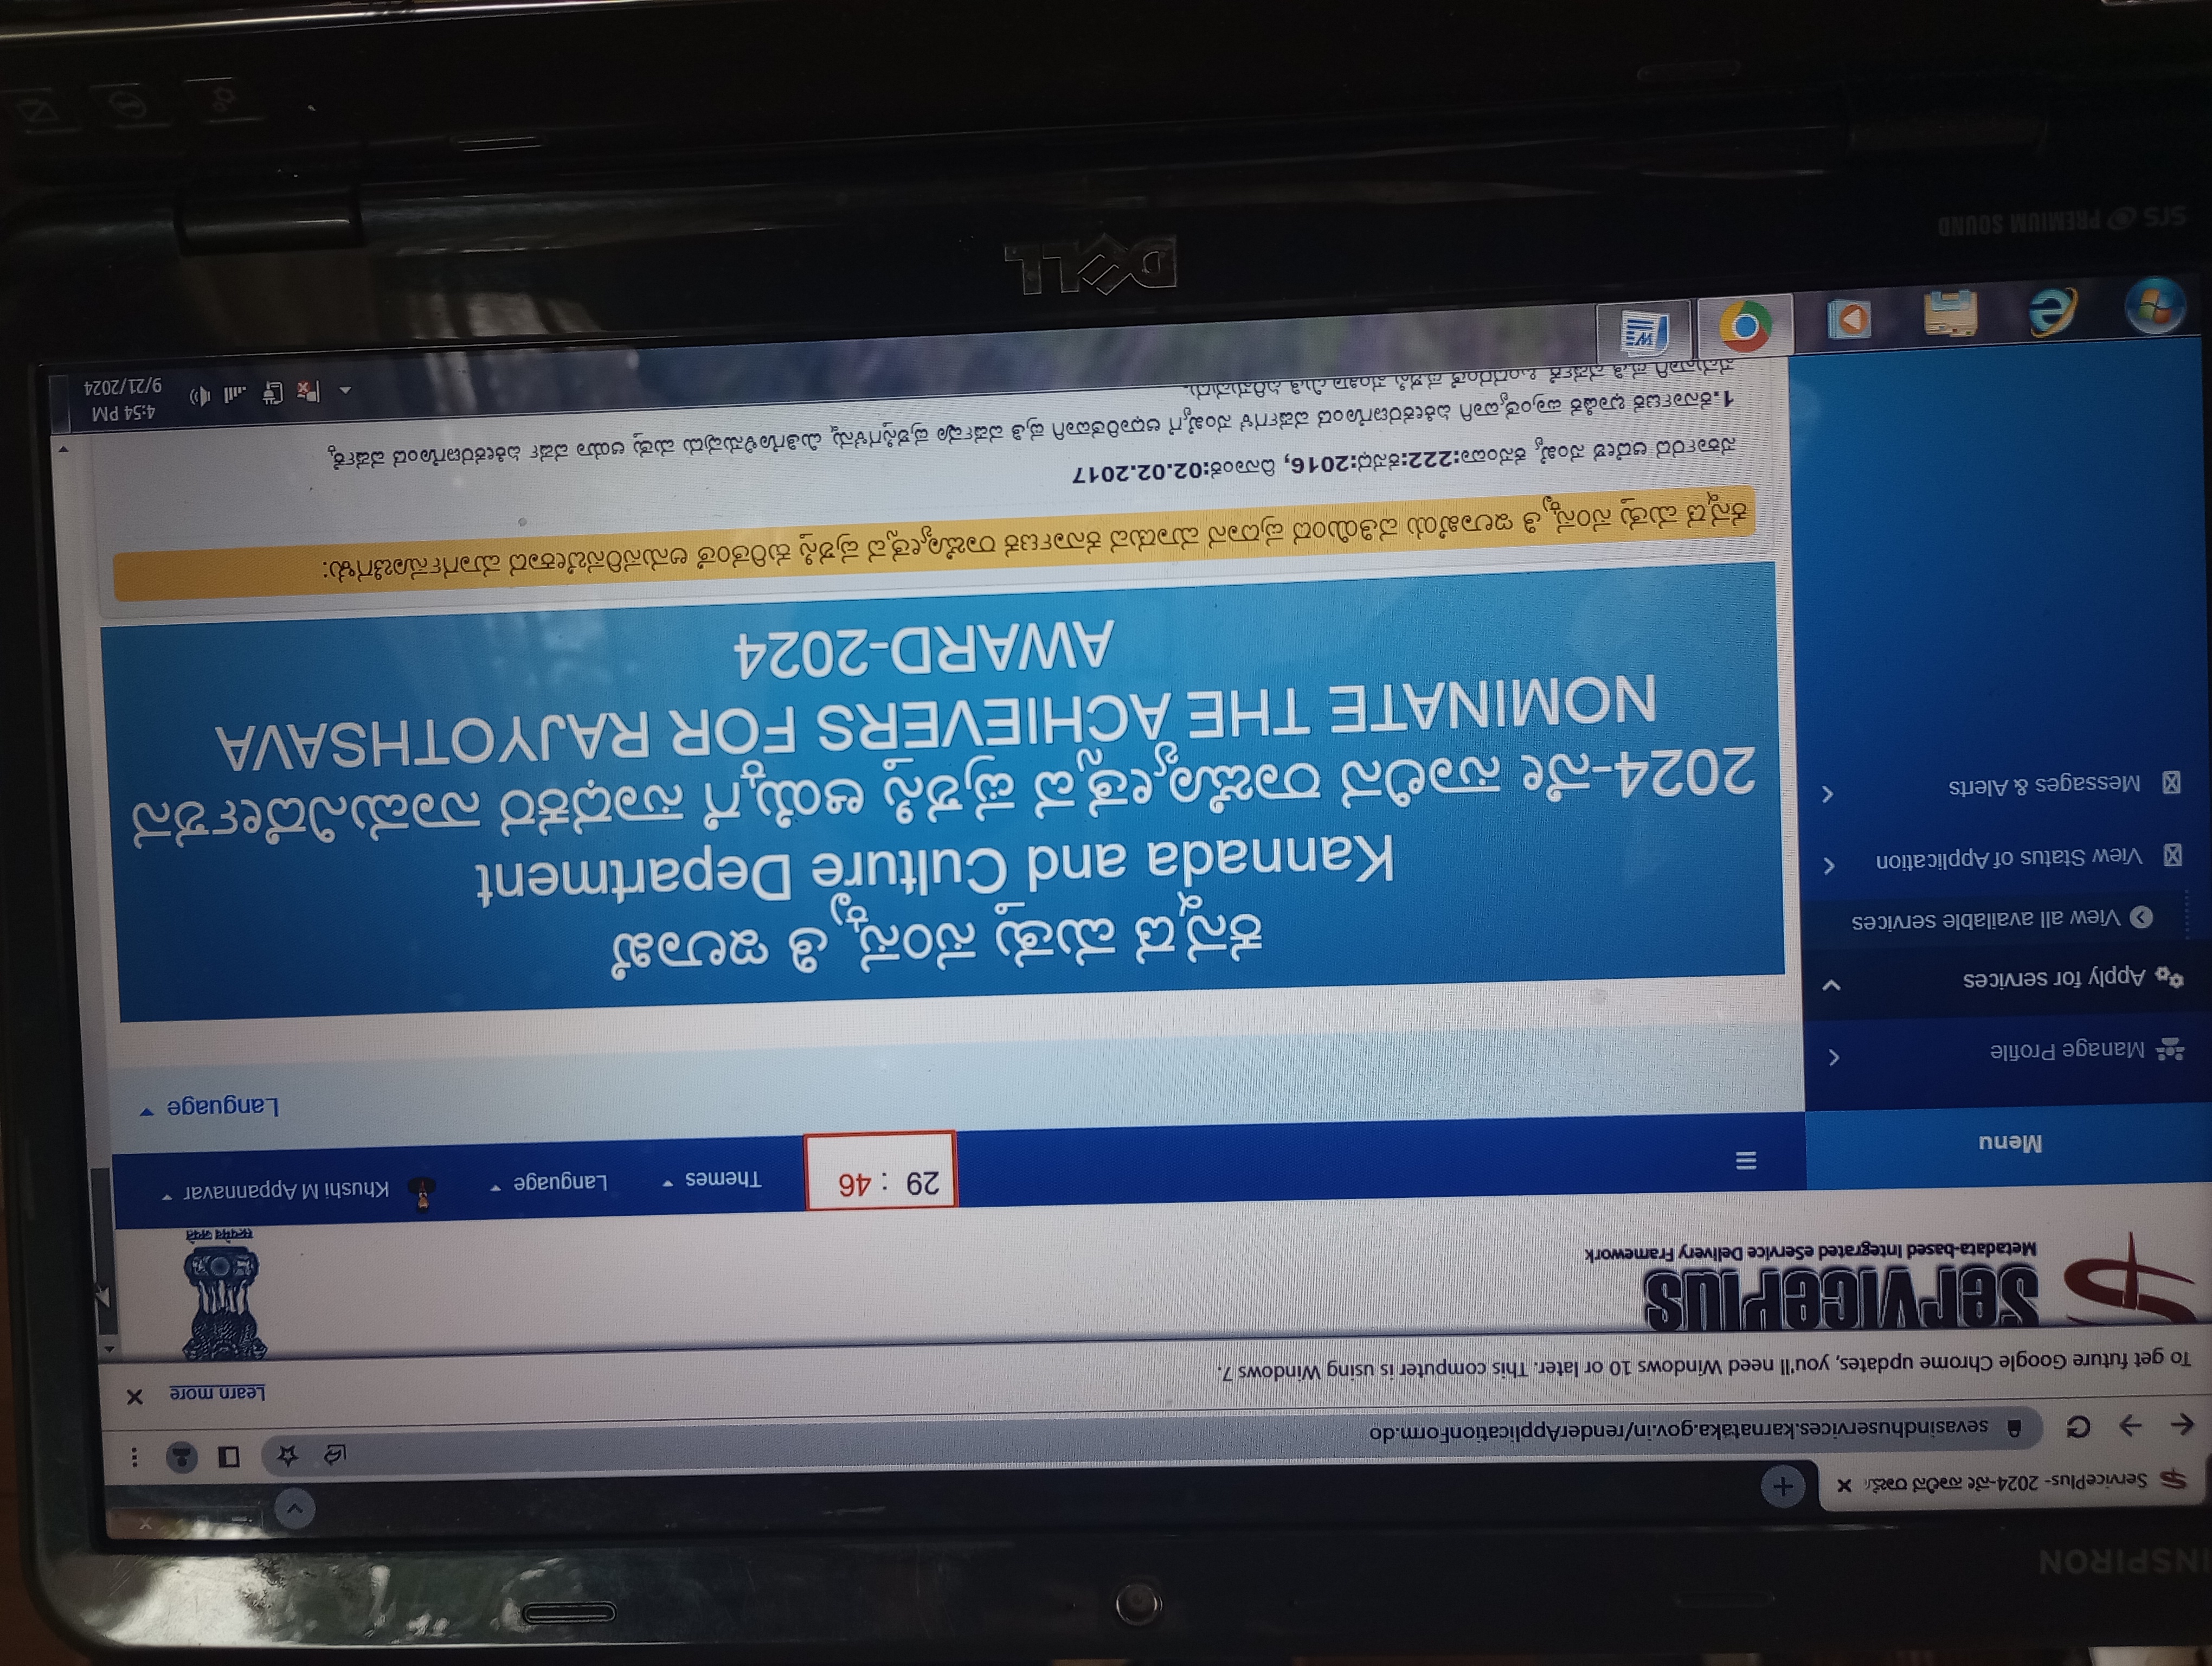 INSPIRON
ServicePlus- 2024-ನೇ ಸಾಲಿನ
sevasindhuservices.karnataka.gov.in/renderApplicationForm.do
To get future Google Chrome updates, you'll need Windows 10 or later. This computer is using Windows 7.
Learn more
ServicePlus
Metadata-based Integrated eService Delivery Framework
सत्यमेव जयते
Menu
29 : 46
Themes
Language
Khushi M Appannavar
Language
Manage Profile
Apply for services
View all available services
View Status of Application
Messages & Alerts
ಕನ್ನಡ ಮತ್ತು ಸಂಸ್ಕೃತಿ ಇಲಾಖೆ
Kannada and Culture Department
2024-ನೇ ಸಾಲಿನ ರಾಜ್ಯೋತ್ಸವ ಪ್ರಶಸ್ತಿ ಆಯ್ಕೆಗೆ ಸಾಧಕರ ನಾಮನಿರ್ದೇಶನ
NOMINATE THE ACHIEVERS FOR RAJYOTHSAVA
AWARD-2024
ಕನ್ನಡ ಮತ್ತು ಸಂಸ್ಕೃತಿ ಇಲಾಖೆಯ ವತಿಯಿಂದ ಪ್ರದಾನ ಮಾಡುವ ಕರ್ನಾಟಕ ರಾಜ್ಯೋತ್ಸವ ಪ್ರಶಸ್ತಿ ಕುರಿತಂತೆ ಅನುಸರಿಸಬೇಕಾದ ಮಾರ್ಗಸೂಚಿಗಳು:
ಸರ್ಕಾರದ ಆದೇಶ ಸಂಖ್ಯೆ ಕಸಂವಾ:222:ಕಸಧ:2016, ದಿನಾಂಕ:02.02.2017
1.ಕರ್ನಾಟಕ ಭಾಷಿಕ ಪ್ರಾಂತ್ಯವಾಗಿ ಏಕೀಕರಣಗೊಂಡ ವರ್ಷಗಳ ಸಂಖ್ಯೆಗೆ ಆಧಾರಿತವಾಗಿ ಪ್ರತಿ ವರ್ಷವೂ ಪ್ರಶಸ್ತಿಗಳನ್ನು ಮಿತಿಗೊಳಿಸುವುದು ಮತ್ತು ಆಯಾ ವರ್ಷ ಏಕೀಕರಣಗೊಂಡ ವರ್ಷಕ್ಕೆ
4:54 PM
9/21/2024
DELL
SRS PREMIUM SOUND